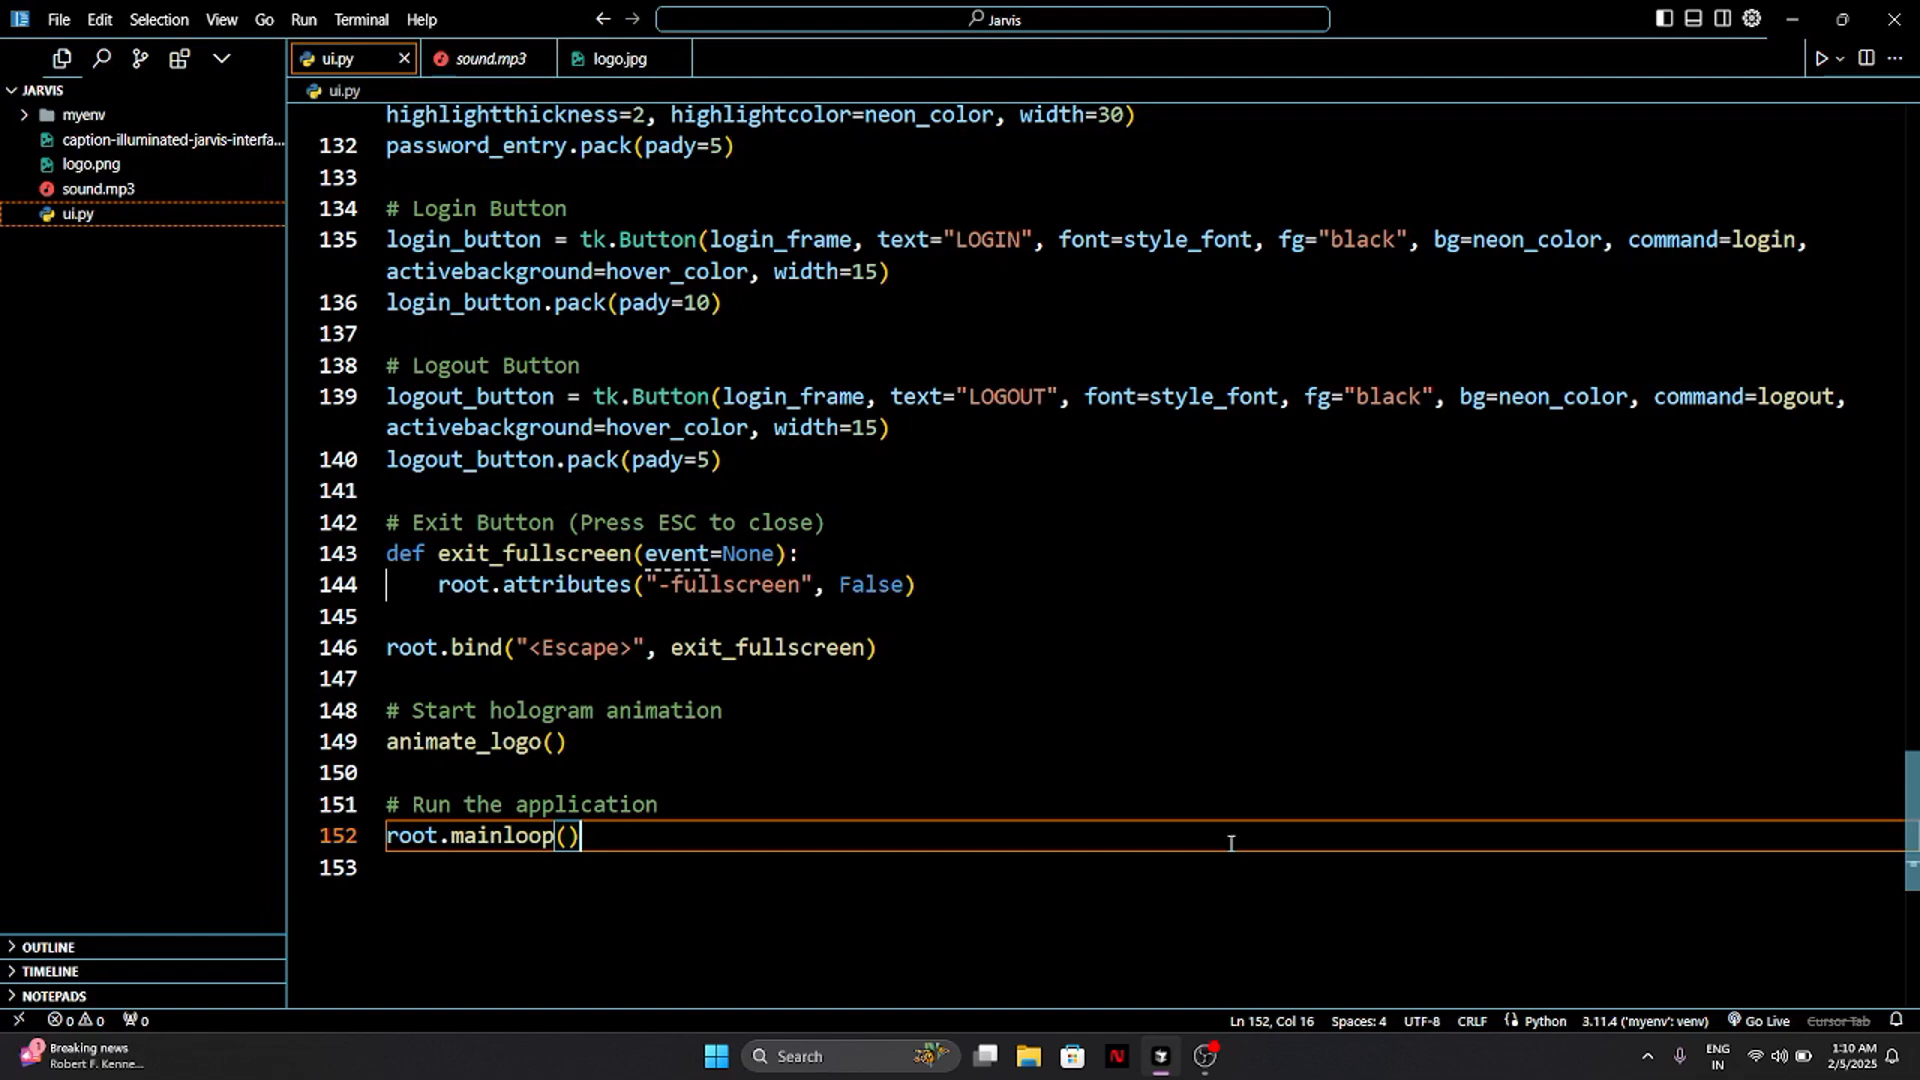 File Edit Selection View Go Run Terminal Help
Jarvis
ui.py
sound.mp3
logo.jpg
JARVIS
myenv
caption-illuminated-jarvis-interfa...
logo.png
sound.mp3
ui.py
OUTLINE
TIMELINE
NOTEPADS
ui.py
highlightthickness=2, highlightcolor=neon_color, width=30)
132 password_entry.pack(pady=5)
133
134 # Login Button
135 login_button = tk.Button(login_frame, text="LOGIN", font=style_font, fg="black", bg=neon_color, command=login,
activebackground=hover_color, width=15)
136 login_button.pack(pady=10)
137
138 # Logout Button
139 logout_button = tk.Button(login_frame, text="LOGOUT", font=style_font, fg="black", bg=neon_color, command=logout,
activebackground=hover_color, width=15)
140 logout_button.pack(pady=5)
141
142 # Exit Button (Press ESC to close)
143 def exit_fullscreen(event=None):
144     root.attributes("-fullscreen", False)
145
146 root.bind("<Escape>", exit_fullscreen)
147
148 # Start hologram animation
149 animate_logo()
150
151 # Run the application
152 root.mainloop()
153
0 0 0
Ln 152, Col 16 Spaces: 4 UTF-8 CRLF Python 3.11.4 ('myenv': venv) Go Live Cursor Tab
1
Breaking news
Robert F. Kenne...
Search
N
ENG
IN
1:10 AM
2/5/2025